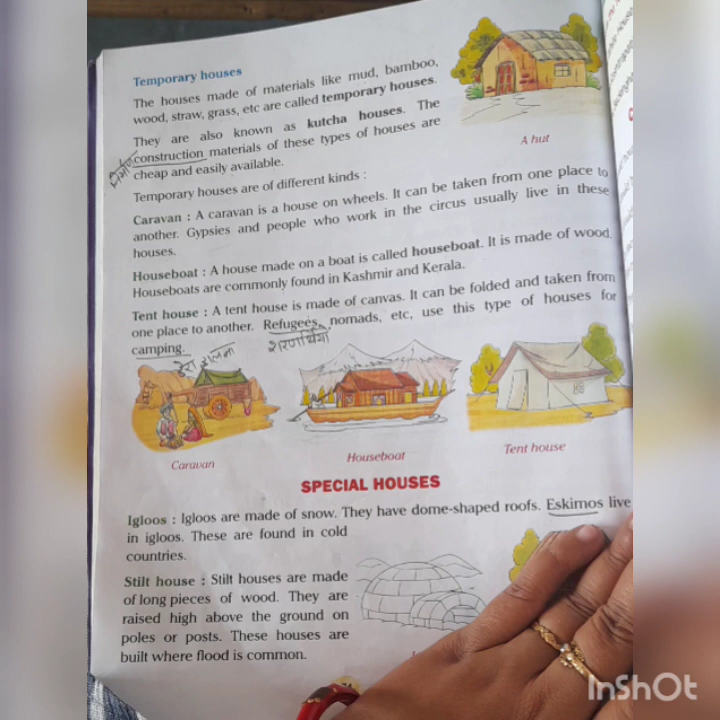 Temporary houses
The houses made of materials like mud, bamboo,
wood, straw, grass, etc are called temporary houses.
They are also known as kutcha houses. The
construction materials of these types of houses are
cheap and easily available.
A hut
Temporary houses are of different kinds :
Caravan : A caravan is a house on wheels. It can be taken from one place to
another. Gypsies and people who work in the circus usually live in these
houses.
Houseboat : A house made on a boat is called houseboat. It is made of wood.
Houseboats are commonly found in Kashmir and Kerala.
Tent house : A tent house is made of canvas. It can be folded and taken from
one place to another. Refugees, nomads, etc, use this type of houses for
camping.
Caravan
Houseboat
Tent house
SPECIAL HOUSES
Igloos : Igloos are made of snow. They have dome-shaped roofs. Eskimos live
in igloos. These are found in cold
countries.
Stilt house : Stilt houses are made
of long pieces of wood. They are
raised high above the ground on
poles or posts. These houses are
built where flood is common.
InShOt